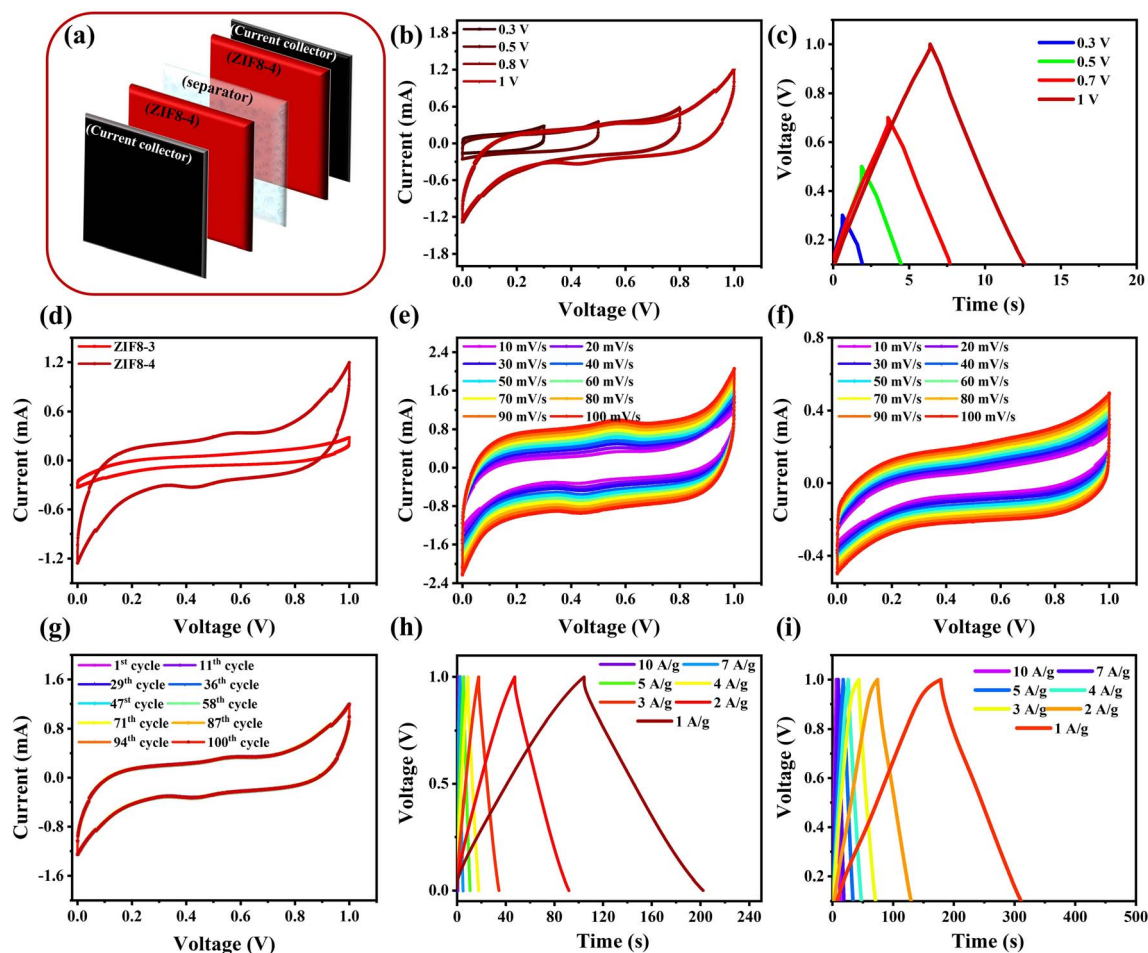 (a)
(Current collector)
(ZIF8-4)
(separator)
(ZIF8-4)
(Current collector)
(b)
0.3 V
0.5 V
0.8 V
1 V
Current (mA)
1.2
0.6
0.0
-0.6
-1.2
-1.8
0.0 0.2 0.4 0.6 0.8 1.0
Voltage (V)
(c)
0.3 V
0.5 V
0.7 V
1 V
Voltage (V)
1.0
0.8
0.6
0.4
0.2
0 5 10 15 20
Time (s)
(d)
ZIF8-3
ZIF8-4
Current (mA)
1.2
0.6
0.0
-0.6
-1.2
0.0 0.2 0.4 0.6 0.8 1.0
Voltage (V)
(e)
10 mV/s 20 mV/s
30 mV/s 40 mV/s
50 mV/s 60 mV/s
70 mV/s 80 mV/s
90 mV/s 100 mV/s
Current (mA)
2.4
1.6
0.8
0.0
-0.8
-1.6
-2.4
0.0 0.2 0.4 0.6 0.8 1.0
Voltage (V)
(f)
10 mV/s 20 mV/s
30 mV/s 40 mV/s
50 mV/s 60 mV/s
70 mV/s 80 mV/s
90 mV/s 100 mV/s
Current (mA)
0.8
0.4
0.0
-0.4
0.0 0.2 0.4 0.6 0.8 1.0
Voltage (V)
(g)
1st cycle 11th cycle
29th cycle 36th cycle
47st cycle 58th cycle
71th cycle 87th cycle
94th cycle 100th cycle
Current (mA)
1.6
0.8
0.0
-0.8
-1.6
0.0 0.2 0.4 0.6 0.8 1.0
Voltage (V)
(h)
10 A/g 7 A/g
5 A/g 4 A/g
3 A/g 2 A/g
1 A/g
Voltage (V)
1.0
0.5
0.0
0 40 80 120 160 200 240
Time (s)
(i)
10 A/g 7 A/g
5 A/g 4 A/g
3 A/g 2 A/g
1 A/g
Voltage (V)
1.0
0.8
0.6
0.4
0.2
0 100 200 300 400 500
Time (s)